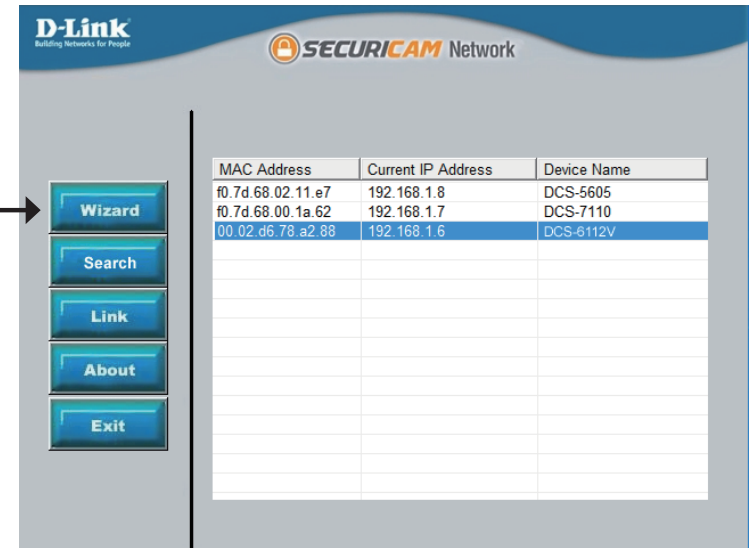 D-Link
Building Networks for People
SECURICAM Network
MAC Address Current IP Address Device Name
f0.7d.68.02.11.e7 192.168.1.8 DCS-5605
f0.7d.68.00.1a.62 192.168.1.7 DCS-7110
00.02.d6.78.a2.88 192.168.1.6 DCS-6112V
Wizard
Search
Link
About
Exit